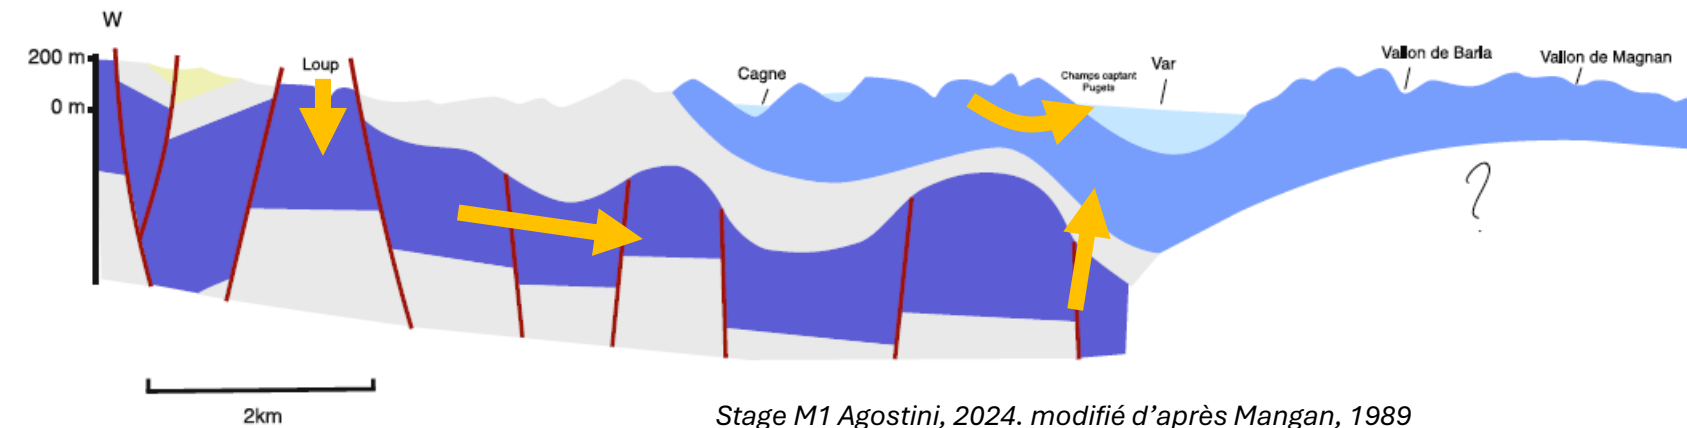 W
200 m
0 m
Loup
Cagne
Champs captant
Pugets
Var
Vallon de Barla
Vallon de Magnan
?
2km
Stage M1 Agostini, 2024. modifié d'après Mangan, 1989